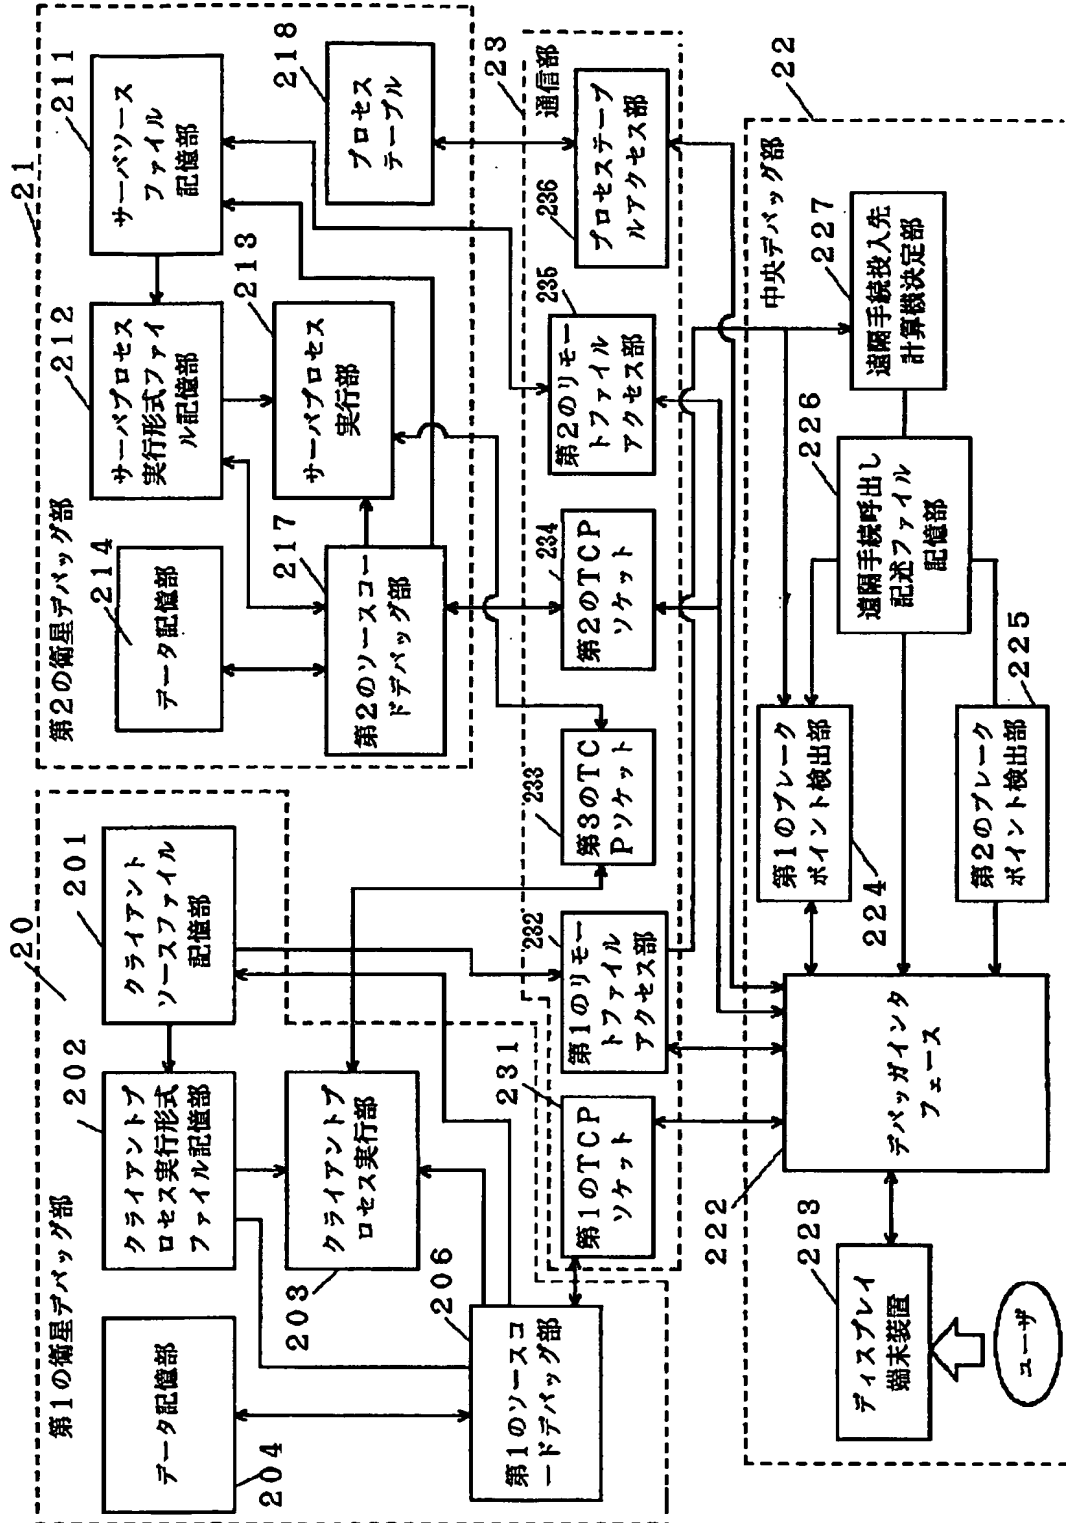 第1の衛星デバッグ部
20
データ記憶部
204
クライアントプ
ロセス実行形式
ファイル記憶部
202
クライアント
ソースファイル
記憶部
201
クライアントプ
ロセス実行部
203
第1のソースコ
ードデバッグ部
206
第2の衛星デバッグ部
21
データ記憶部
214
サーバプロセス
実行形式ファイ
ル記憶部
212
サーバソース
ファイル
記憶部
211
第2のソースコー
ドデバッグ部
217
サーバプロセス
実行部
213
プロセス
テーブル
218
通信部
23
第1のTCP
ソケット
231
第1のリモー
トファイル
アクセス部
232
第3のTC
Pソケット
233
第2のTCP
ソケット
234
第2のリモー
トファイル
アクセス部
235
プロセステーブ
ルアクセス部
236
中央デバッグ部
22
ユーザ
ディスプレイ
端末装置
223
デバッガインタ
フェース
222
第1のブレーク
ポイント検出部
224
第2のブレーク
ポイント検出部
225
遠隔手続呼出し
記述ファイル
記憶部
226
遠隔手続投入先
計算機決定部
227